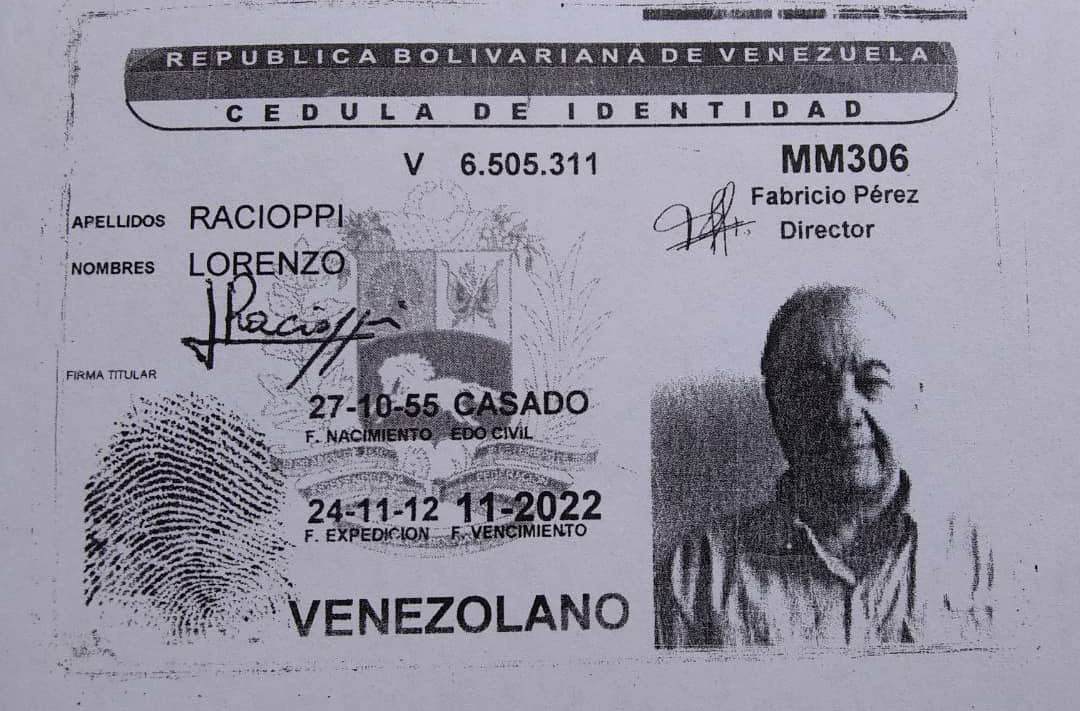 REPUBLICA BOLIVARIANA DE VENEZUELA
CEDULA DE IDENTIDAD
V 6.505.311
MM306
Fabricio Pérez
Director
APELLIDOS RACIOPPI
NOMBRES LORENZO
LRacioppi
FIRMA TITULAR
27-10-55 CASADO
F. NACIMIENTO EDO CIVIL
24-11-12 11-2022
F. EXPEDICION F. VENCIMIENTO
VENEZOLANO